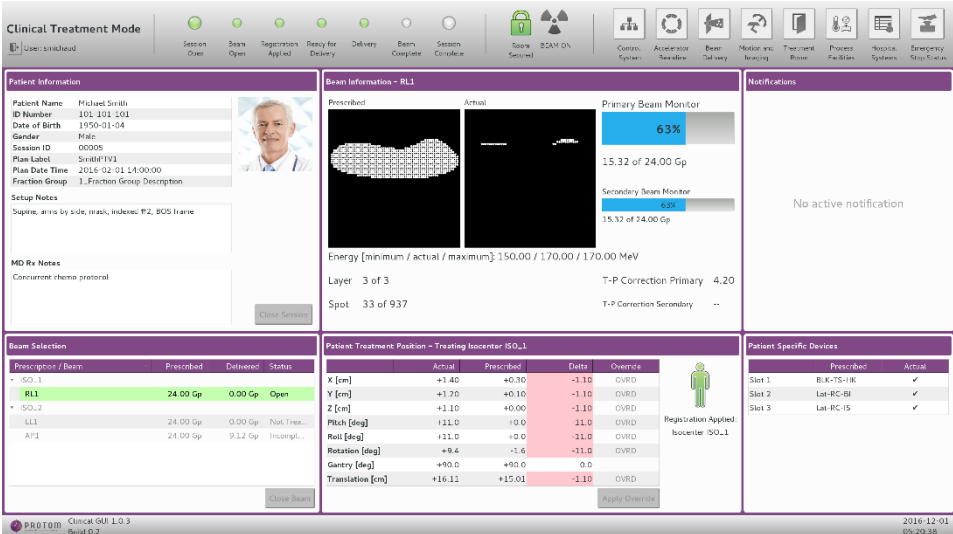 Clinical Treatment Mode
User: smichaud
Session Open
Beam Open
Registration Applied
Ready for Delivery
Delivery
Beam Complete
Session Complete
Room Secured
BEAM ON
Control System
Accelerator Beamline
Beam Delivery
Motion and Imaging
Treatment Room
Process Facilities
Hospital Systems
Emergency Stop Status
Patient Information
Patient Name Michael Smith
ID Number 101-101-101
Date of Birth 1950-01-04
Gender Male
Session ID 00005
Plan Label SmithPTV1
Plan Date Time 2016-02-01 14:00:00
Fraction Group 1_Fraction Group Description
Setup Notes
Supine, arms by side, mask, indexed ff2, BOS frame
MD Rx Notes
Concurrent chemo protocol
Close Session
Beam Information - RL1
Prescribed Actual
Primary Beam Monitor
63%
15.32 of 24.00 Gp
Secondary Beam Monitor
63%
15.32 of 24.00 Gp
Energy [minimum / actual / maximum]: 150.00 / 170.00 / 170.00 MeV
Layer 3 of 3 T-P Correction Primary 4.20
Spot 33 of 937 T-P Correction Secondary --
Notifications
No active notification
Beam Selection
Prescription / Beam Prescribed Delivered Status
ISO_1
RL1 24.00 Gp 0.00 Gp Open
ISO_2
LL1 24.00 Gp 0.00 Gp Not Trea...
AP1 24.00 Gp 9.12 Gp Incompl...
Close Beam
Patient Treatment Position - Treating Isocenter ISO_1
Actual Prescribed Delta Override
X [cm] +1.40 +0.30 -1.10 OVRD
Y [cm] +1.20 +0.10 -1.10 OVRD
Z [cm] +1.10 +0.00 -1.10 OVRD
Pitch [deg] +11.0 +0.0 11.0 OVRD
Roll [deg] +11.0 +0.0 -11.0 OVRD
Rotation [deg] +9.4 -1.6 -11.0 OVRD
Gantry [deg] +90.0 +90.0 0.0
Translation [cm] +16.11 +15.01 -1.10 OVRD
Apply Override
Registration Applied:
Isocenter ISO_1
Patient Specific Devices
Prescribed Actual
Slot 1 BLK-TS-HK ✔
Slot 2 Lat-RC-BI ✔
Slot 3 Lat-RC-IS ✔
PROTOM
Clinical GUI 1.0.3
Build 0.2
2016-12-01
05:20:38